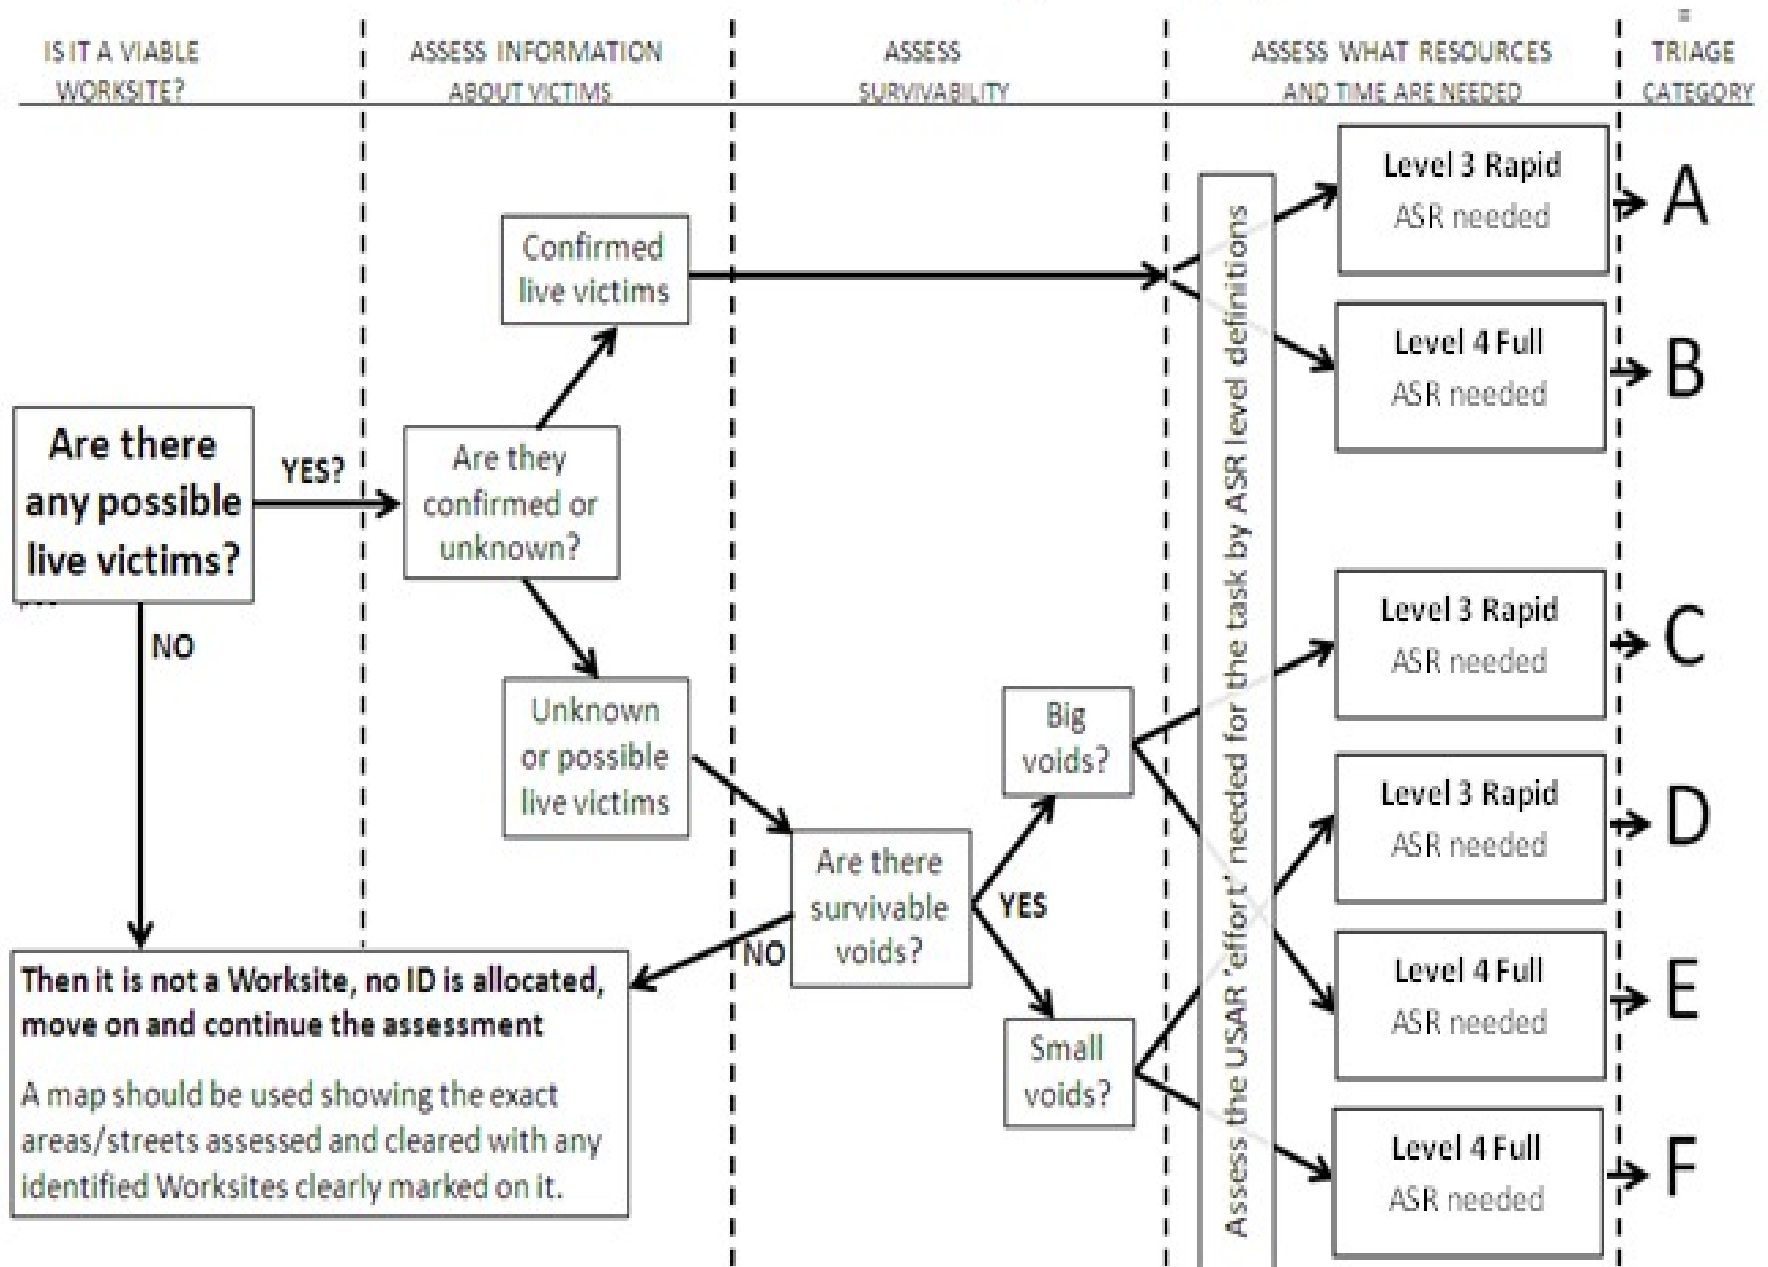 IS IT A VIABLE
WORKSITE?
ASSESS INFORMATION
ABOUT VICTIMS
ASSESS
SURVIVABILITY
ASSESS WHAT RESOURCES
AND TIME ARE NEEDED
=
TRIAGE
CATEGORY
Are there
any possible
live victims?
YES?
NO
Are they
confirmed or
unknown?
Confirmed
live victims
Unknown
or possible
live victims
Are there
survivable
voids?
YES
NO
Big
voids?
Small
voids?
Assess the USAR 'effort' needed for the task by ASR level definitions
Level 3 Rapid
ASR needed
A
Level 4 Full
ASR needed
B
Level 3 Rapid
ASR needed
C
Level 3 Rapid
ASR needed
D
Level 4 Full
ASR needed
E
Level 4 Full
ASR needed
F
Then it is not a Worksite, no ID is allocated,
move on and continue the assessment
A map should be used showing the exact
areas/streets assessed and cleared with any
identified Worksites clearly marked on it.